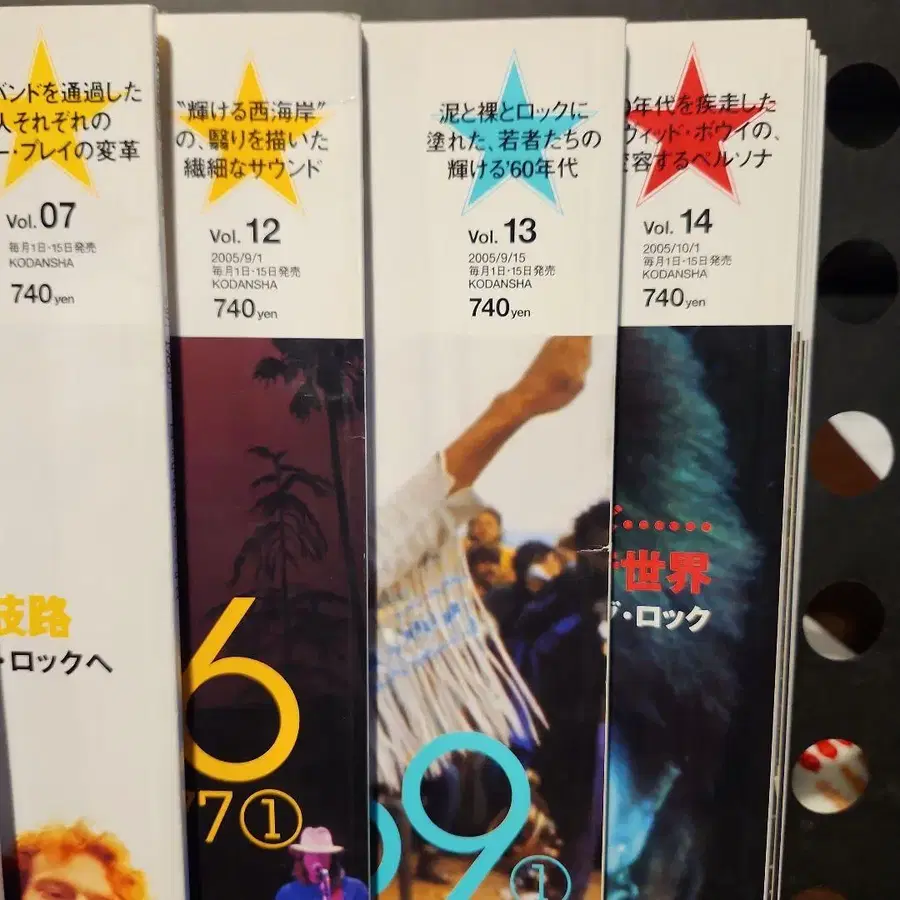 バンドを通過した
人それぞれの
ー・プレイの変革
Vol. 07
毎月1日・15日発売
KODANSHA
740yen
岐路
・ロックへ
“輝ける西海岸”
の、翳りを描いた
繊細なサウンド
Vol. 12
2005/9/1
毎月1日・15日発売
KODANSHA
740yen
6
77①
泥と裸とロックに
塗れた、若者たちの
輝ける'60年代
Vol. 13
2005/9/15
毎月1日・15日発売
KODANSHA
740yen
69
①
0年代を疾走した
ヴィッド・ボウイの、
変容するペルソナ
Vol. 14
2005/10/1
毎月1日・15日発売
KODANSHA
740yen
ド……
世界
・ロック